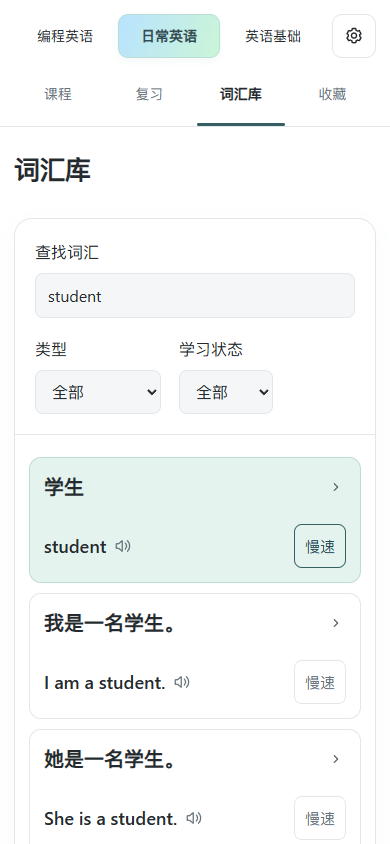 编程英语 日常英语 英语基础
课程 复习 词汇库 收藏
词汇库
查找词汇
student
类型 学习状态
全部 全部
学生
student 慢速
我是一名学生。
I am a student. 慢速
她是一名学生。
She is a student. 慢速